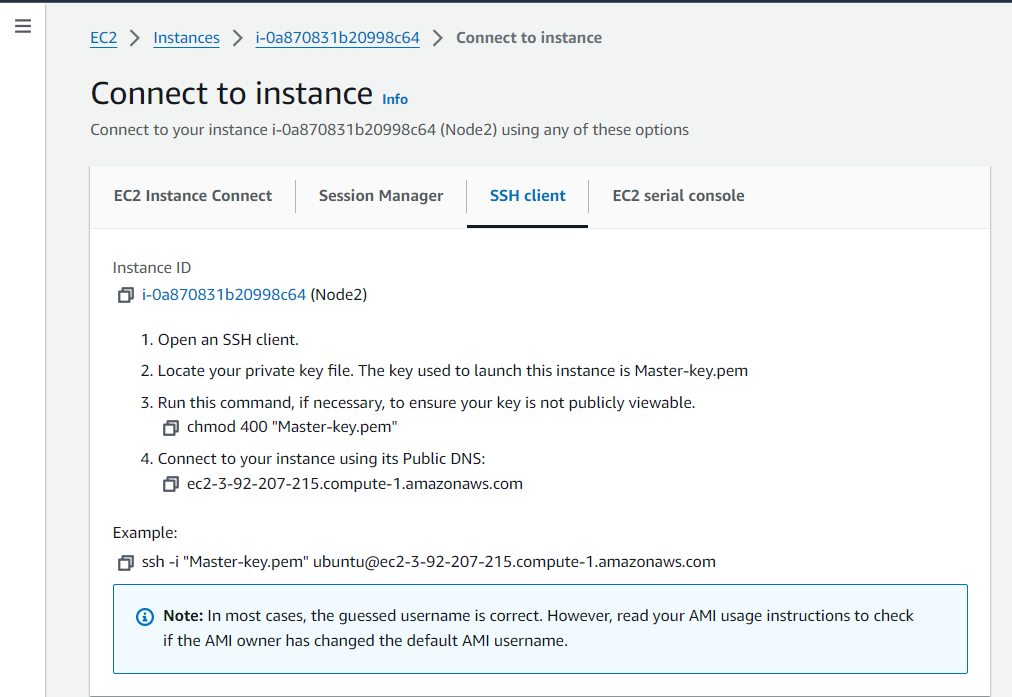 EC2 > Instances > i-0a870831b20998c64 > Connect to instance
Connect to instance Info
Connect to your instance i-0a870831b20998c64 (Node2) using any of these options
EC2 Instance Connect Session Manager SSH client EC2 serial console
Instance ID
i-0a870831b20998c64 (Node2)
1. Open an SSH client.
2. Locate your private key file. The key used to launch this instance is Master-key.pem
3. Run this command, if necessary, to ensure your key is not publicly viewable.
chmod 400 "Master-key.pem"
4. Connect to your instance using its Public DNS:
ec2-3-92-207-215.compute-1.amazonaws.com
Example:
ssh -i "Master-key.pem" ubuntu@ec2-3-92-207-215.compute-1.amazonaws.com
Note: In most cases, the guessed username is correct. However, read your AMI usage instructions to check
if the AMI owner has changed the default AMI username.